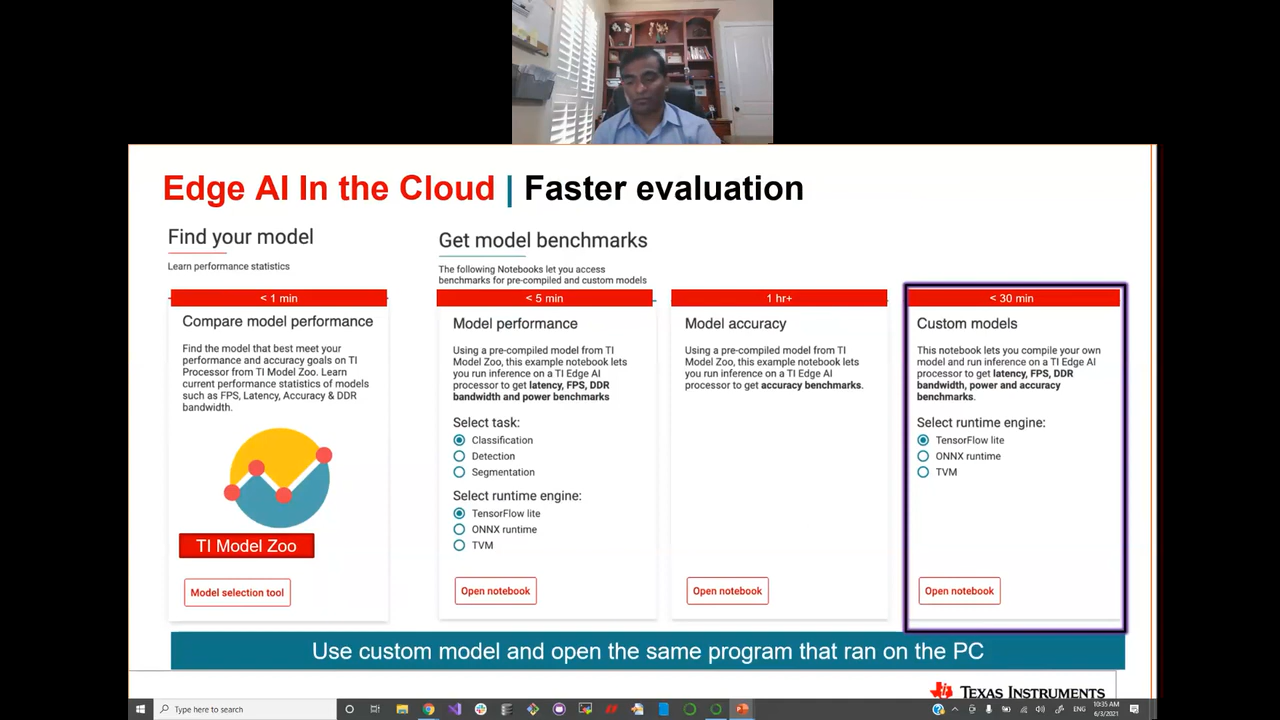 Edge AI In the Cloud | Faster evaluation
Find your model
Learn performance statistics
Get model benchmarks
The following Notebooks let you access
benchmarks for pre-compiled and custom models
< 1 min
Compare model performance
Find the model that best meet your
performance and accuracy goals on TI
Processor from TI Model Zoo. Learn
current performance statistics of models
such as FPS, Latency, Accuracy & DDR
bandwidth.
TI Model Zoo
Model selection tool
< 5 min
Model performance
Using a pre-compiled model from TI
Model Zoo, this example notebook lets
you run inference on a TI Edge AI
processor to get latency, FPS, DDR
bandwidth and power benchmarks
Select task:
Classification
Detection
Segmentation
Select runtime engine:
TensorFlow lite
ONNX runtime
TVM
Open notebook
1 hr+
Model accuracy
Using a pre-compiled model from TI
Model Zoo, this example notebook lets
you run inference on a TI Edge AI
processor to get accuracy benchmarks.
Open notebook
< 30 min
Custom models
This notebook lets you compile your own
model and run inference on a TI Edge AI
processor to get latency, FPS, DDR
bandwidth, power and accuracy
benchmarks.
Select runtime engine:
TensorFlow lite
ONNX runtime
TVM
Open notebook
Use custom model and open the same program that ran on the PC
TEXAS INSTRUMENTS
Type here to search
ENG
10:35 AM
6/3/2021